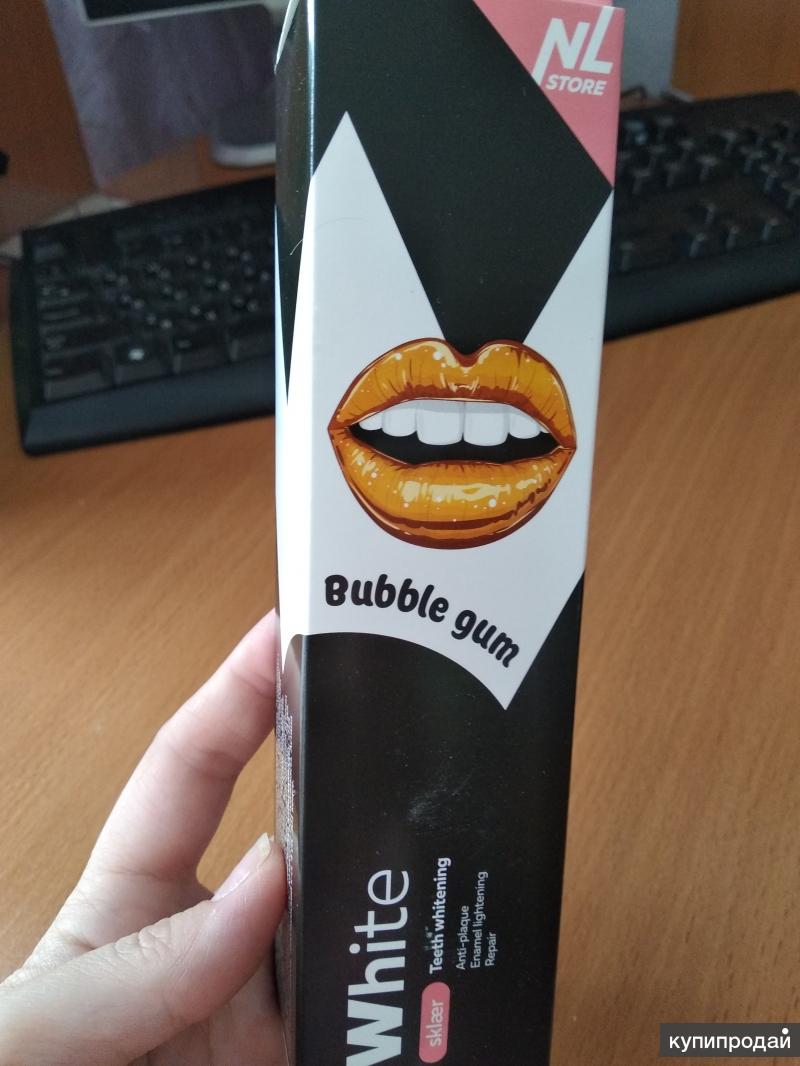 NL
STORE
Bubble gum
White
sklær
Teeth whitening
Anti-plaque
Enamel lightening
Repair
купипродай